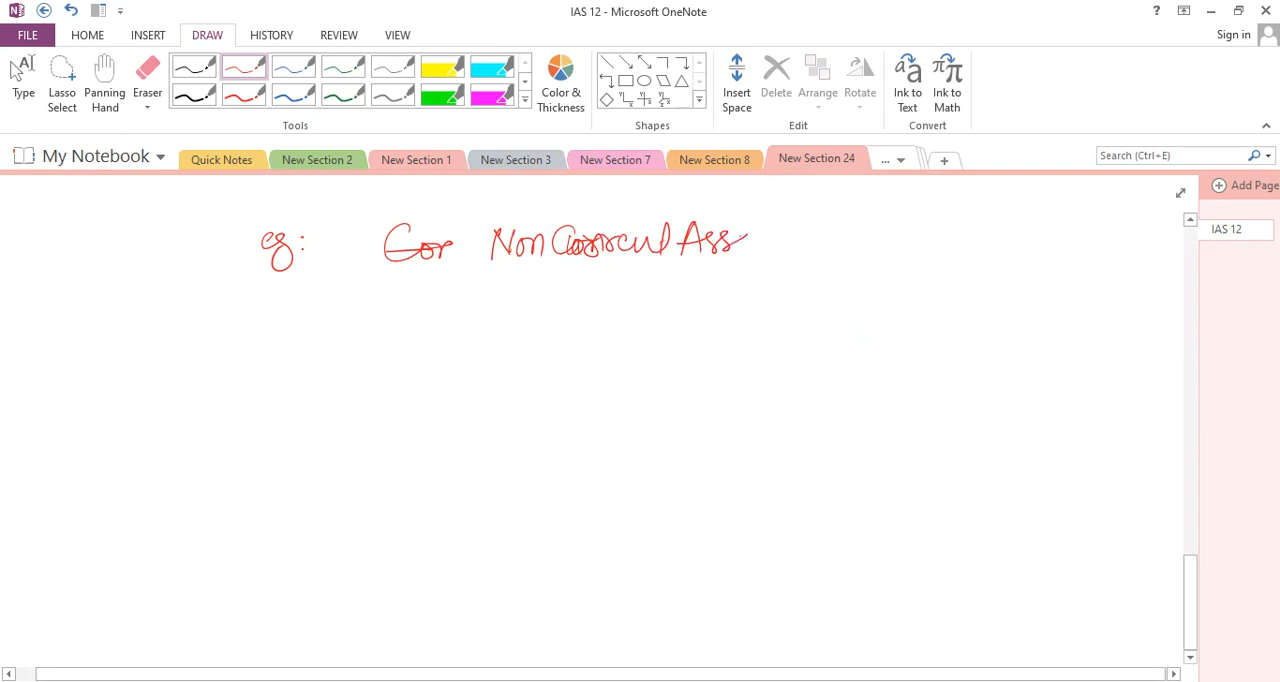 IAS 12 - Microsoft OneNote
FILE HOME INSERT DRAW HISTORY REVIEW VIEW Sign in
Type Lasso Select Panning Hand Eraser Color & Thickness Insert Space Delete Arrange Rotate Ink to Text Ink to Math
Tools Shapes Edit Convert
My Notebook Quick Notes New Section 2 New Section 1 New Section 3 New Section 7 New Section 8 New Section 24 ... Search (Ctrl+E)
Add Page
IAS 12
eg: Cor Non Ass